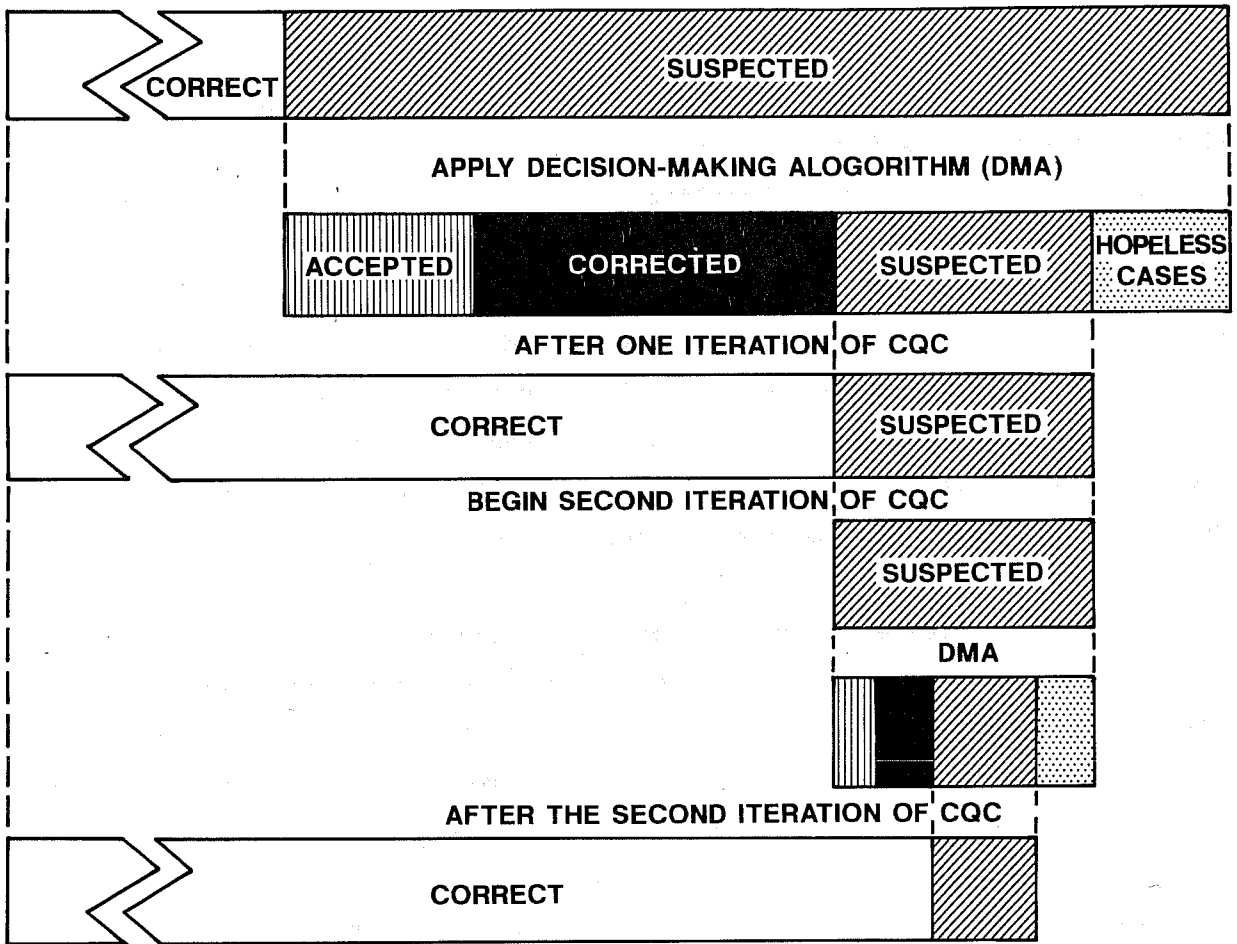 CORRECT
SUSPECTED
APPLY DECISION-MAKING ALOGORITHM (DMA)
ACCEPTED
CORRECTED
SUSPECTED
HOPELESS
CASES
AFTER ONE ITERATION OF CQC
CORRECT
SUSPECTED
BEGIN SECOND ITERATION OF CQC
SUSPECTED
DMA
AFTER THE SECOND ITERATION OF CQC
CORRECT